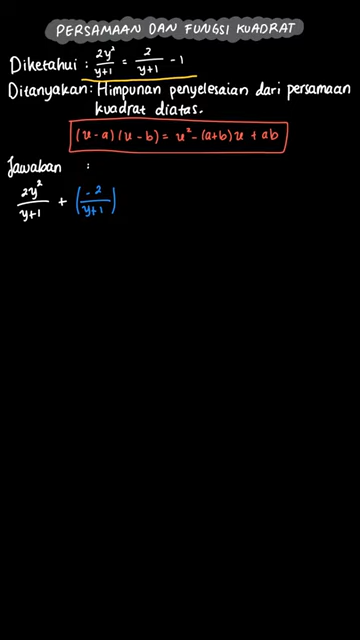 PERSAMAAN DAN FUNGSI KUADRAT
Diketahui : 2y²/(y+1) = 2/(y+1) - 1
Ditanyakan: Himpunan penyelesaian dari persamaan
kuadrat diatas.
(x-a)(x-b) = x² - (a+b)x + ab
Jawaban :
2y²/(y+1) + (-2/(y+1))